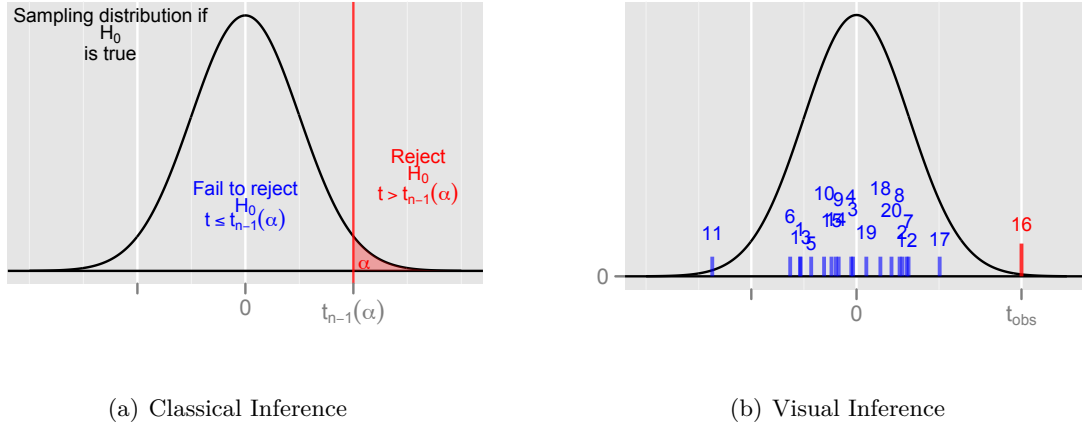 Sampling distribution if
H₀
is true
Reject
H₀
t > tₙ₋₁(α)
Fail to reject
H₀
t ≤ tₙ₋₁(α)
α
0
tₙ₋₁(α)
(a) Classical Inference
18
10
9
4
8
3
20
6
15
14
7
16
1
11
13
5
19
2
12
17
0
0
t_obs
(b) Visual Inference